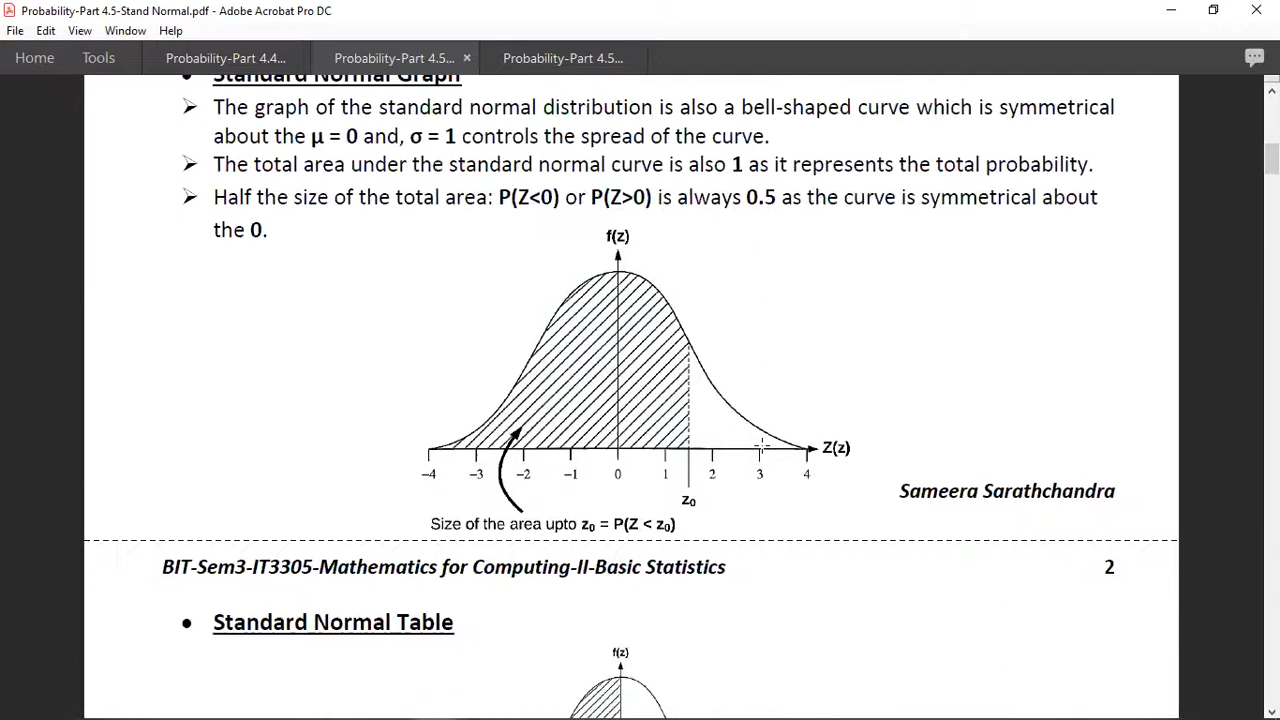 Probability-Part 4.5-Stand Normal.pdf - Adobe Acrobat Pro DC
File Edit View Window Help
Home Tools Probability-Part 4.4... Probability-Part 4.5... × Probability-Part 4.5...
• Standard Normal Graph
➢ The graph of the standard normal distribution is also a bell-shaped curve which is symmetrical
about the μ = 0 and, σ = 1 controls the spread of the curve.
➢ The total area under the standard normal curve is also 1 as it represents the total probability.
➢ Half the size of the total area: P(Z<0) or P(Z>0) is always 0.5 as the curve is symmetrical about
the 0.
f(z)
Z(z)
–4 –3 –2 –1 0 1 2 3 4
z₀
Size of the area upto z₀ = P(Z < z₀)
Sameera Sarathchandra
BIT-Sem3-IT3305-Mathematics for Computing-II-Basic Statistics 2
• Standard Normal Table
f(z)